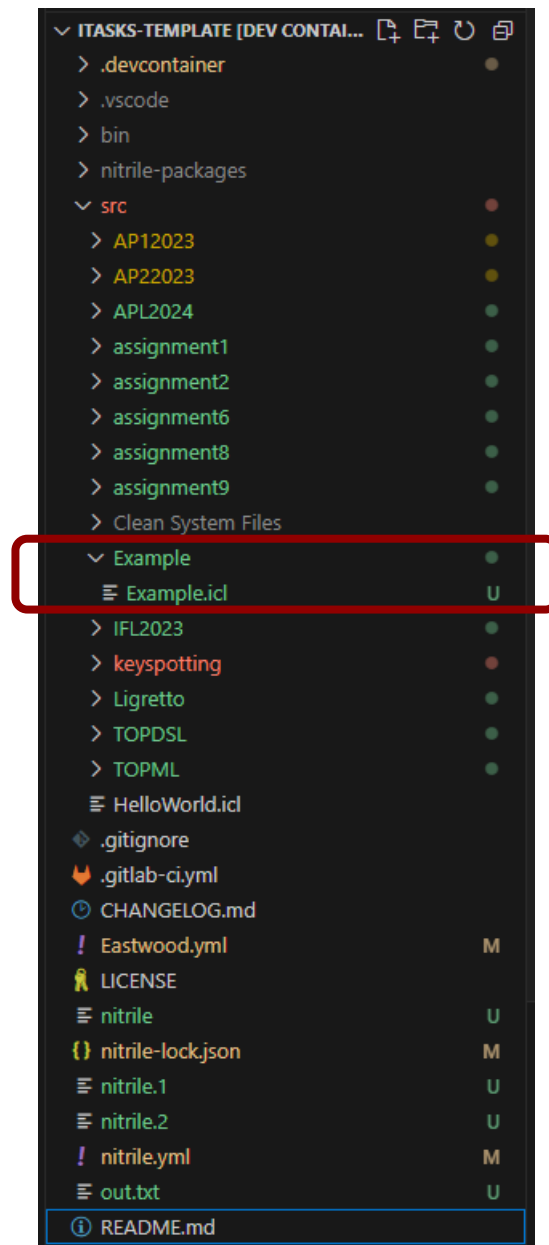 ITASKS-TEMPLATE [DEV CONTAI...
.devcontainer
.vscode
bin
nitrile-packages
src
AP12023
AP22023
APL2024
assignment1
assignment2
assignment6
assignment8
assignment9
Clean System Files
Example
Example.icl U
IFL2023
keyspotting
Ligretto
TOPDSL
TOPML
HelloWorld.icl
.gitignore
.gitlab-ci.yml
CHANGELOG.md
! Eastwood.yml M
LICENSE
nitrile U
{} nitrile-lock.json M
nitrile.1 U
nitrile.2 U
! nitrile.yml M
out.txt U
README.md